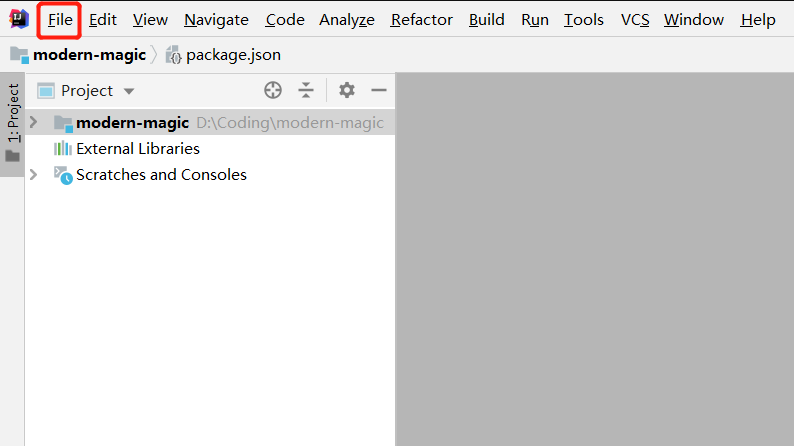 File Edit View Navigate Code Analyze Refactor Build Run Tools VCS Window Help
modern-magic package.json
1: Project
Project
modern-magic D:\Coding\modern-magic
External Libraries
Scratches and Consoles